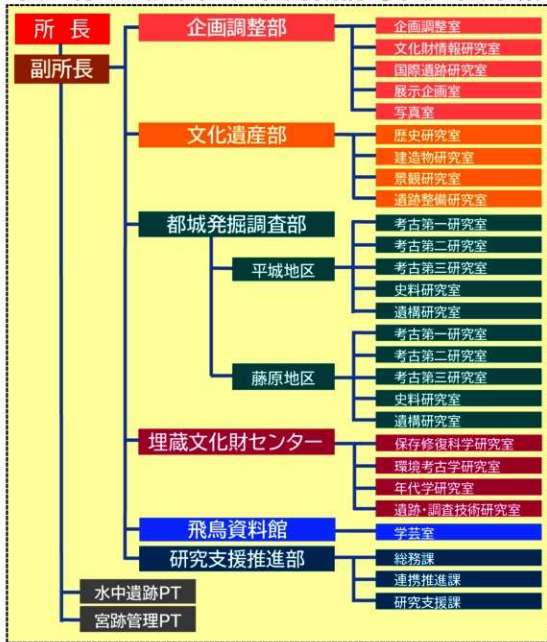 所 長
副所長
企画調整部
企画調整室
文化財情報研究室
国際遺跡研究室
展示企画室
写真室
文化遺産部
歴史研究室
建造物研究室
景観研究室
遺跡整備研究室
都城発掘調査部
平城地区
考古第一研究室
考古第二研究室
考古第三研究室
史料研究室
遺構研究室
藤原地区
考古第一研究室
考古第二研究室
考古第三研究室
史料研究室
遺構研究室
埋蔵文化財センター
保存修復科学研究室
環境考古学研究室
年代学研究室
遺跡・調査技術研究室
飛鳥資料館
学芸室
研究支援推進部
総務課
連携推進課
研究支援課
水中遺跡PT
宮跡管理PT